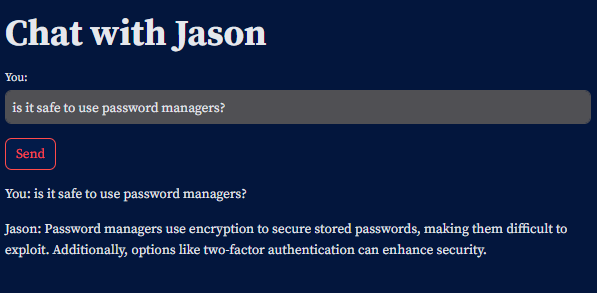 Chat with Jason
You:
is it safe to use password managers?
Send
You: is it safe to use password managers?
Jason: Password managers use encryption to secure stored passwords, making them difficult to
exploit. Additionally, options like two-factor authentication can enhance security.